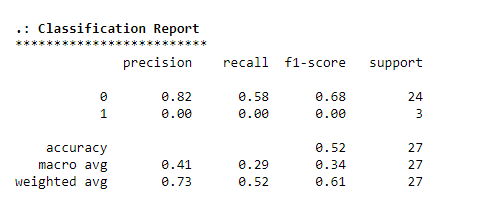 .: Classification Report
*************************
precision recall f1-score support
0 0.82 0.58 0.68 24
1 0.00 0.00 0.00 3
accuracy 0.52 27
macro avg 0.41 0.29 0.34 27
weighted avg 0.73 0.52 0.61 27